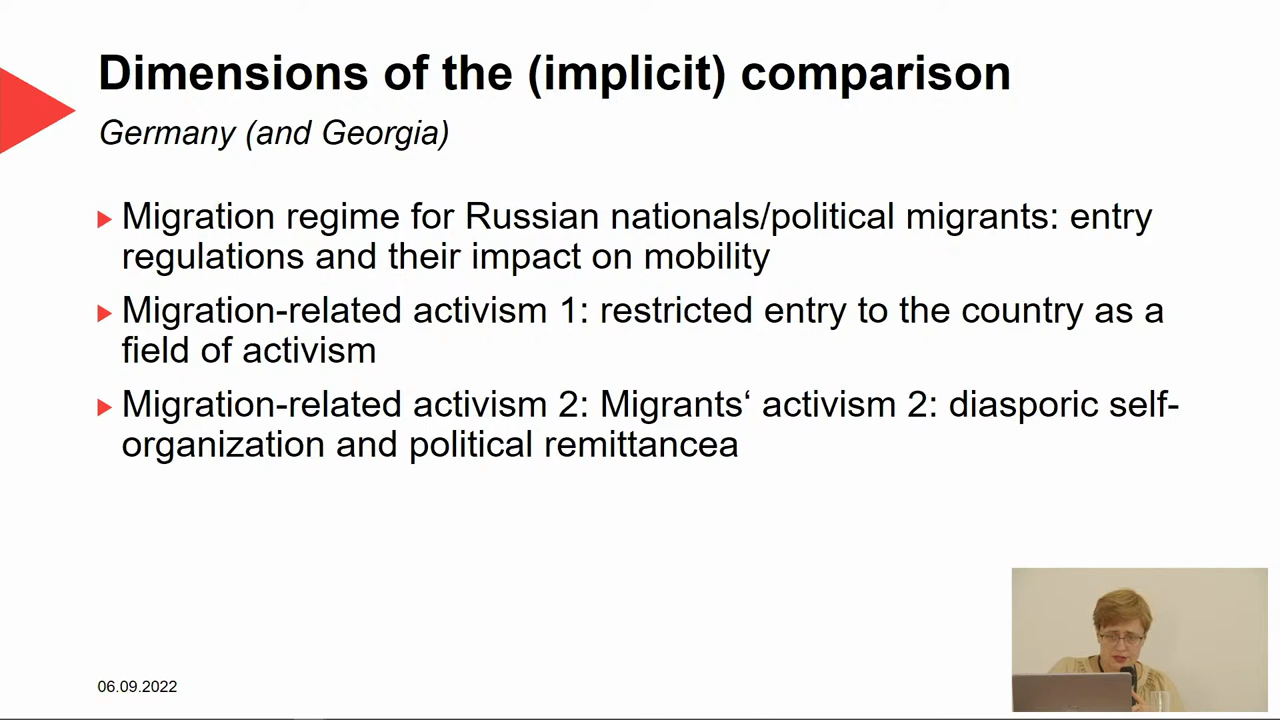 Dimensions of the (implicit) comparison
Germany (and Georgia)
Migration regime for Russian nationals/political migrants: entry
regulations and their impact on mobility
Migration-related activism 1: restricted entry to the country as a
field of activism
Migration-related activism 2: Migrants‘ activism 2: diasporic self-
organization and political remittancea
06.09.2022